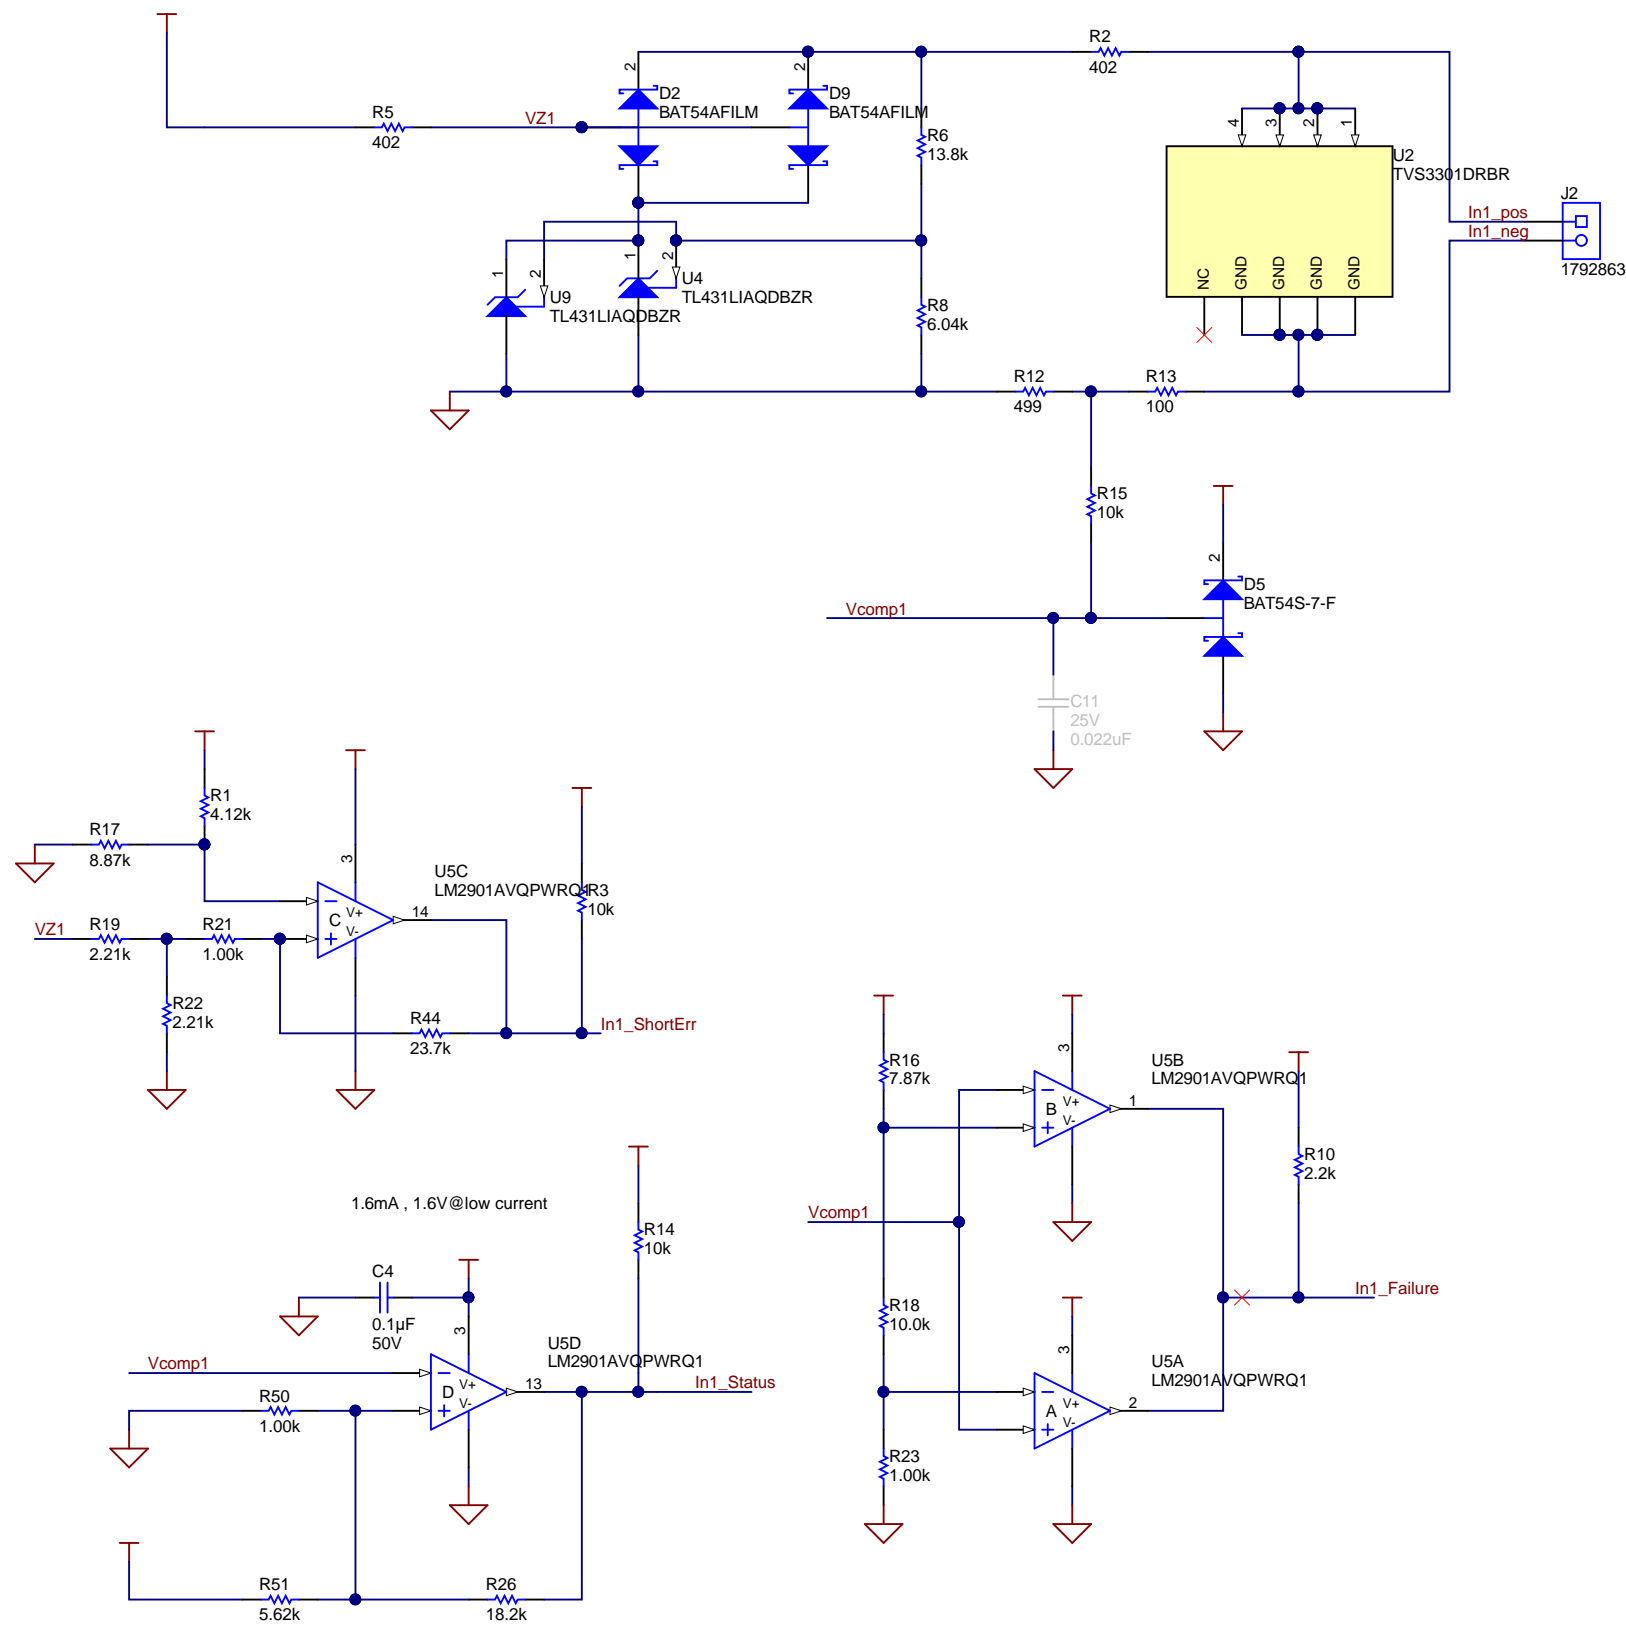 R2
402
2
D2
BAT54AFILM
2
D9
BAT54AFILM
R5
402
VZ1
R6
13.8k
4
3
2
1
U2
TVS3301DRBR
NC
GND
GND
GND
GND
J2
In1_pos
In1_neg
1792863
1
2
U9
TL431LIAQDBZR
1
2
U4
TL431LIAQDBZR
R8
6.04k
R12
499
R13
100
R15
10k
2
D5
BAT54S-7-F
Vcomp1
C11
25V
0.022uF
R1
4.12k
R17
8.87k
3
U5C
LM2901AVQPWRQ1
R3
10k
C
V+
V-
14
VZ1
R19
2.21k
R21
1.00k
R22
2.21k
R44
23.7k
In1_ShortErr
R16
7.87k
3
U5B
LM2901AVQPWRQ1
B
V+
V-
1
R10
2.2k
Vcomp1
In1_Failure
R18
10.0k
3
U5A
LM2901AVQPWRQ1
A
V+
V-
2
R23
1.00k
1.6mA , 1.6V@low current
R14
10k
C4
0.1µF
50V
3
U5D
LM2901AVQPWRQ1
Vcomp1
D
V+
V-
13
In1_Status
R50
1.00k
R51
5.62k
R26
18.2k